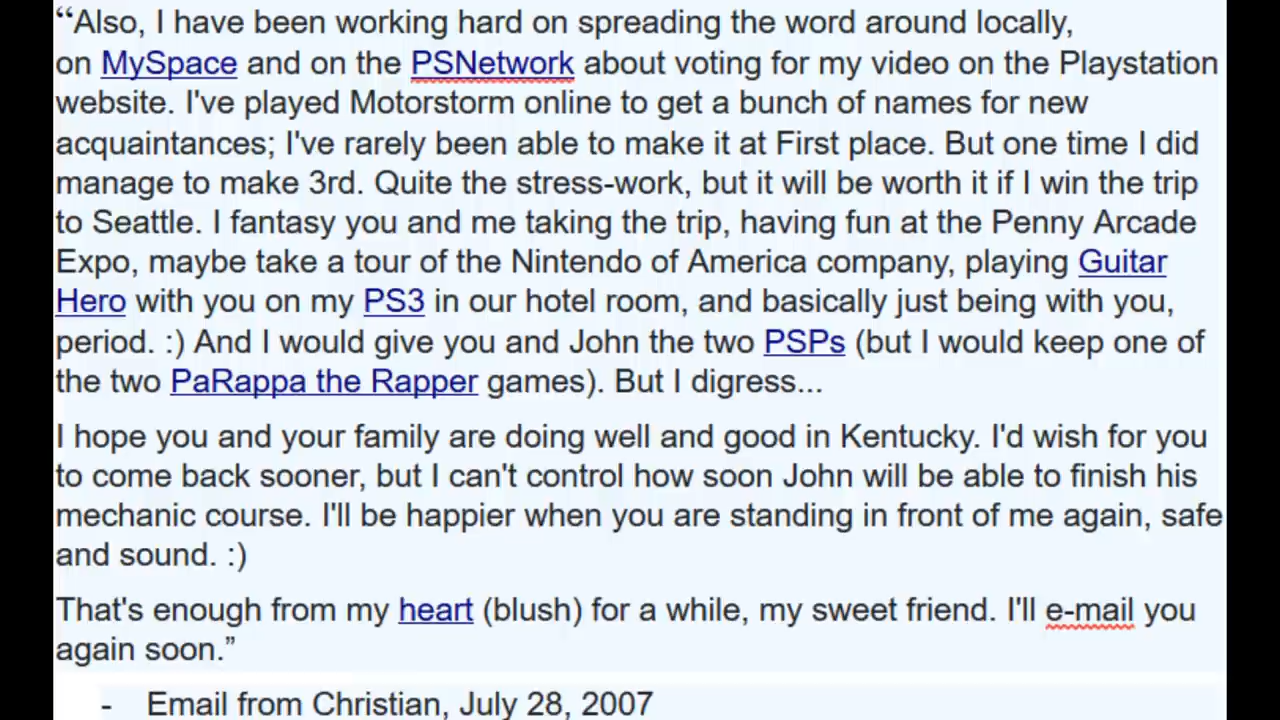 “Also, I have been working hard on spreading the word around locally,
on MySpace and on the PSNetwork about voting for my video on the Playstation
website. I've played Motorstorm online to get a bunch of names for new
acquaintances; I've rarely been able to make it at First place. But one time I did
manage to make 3rd. Quite the stress-work, but it will be worth it if I win the trip
to Seattle. I fantasy you and me taking the trip, having fun at the Penny Arcade
Expo, maybe take a tour of the Nintendo of America company, playing Guitar
Hero with you on my PS3 in our hotel room, and basically just being with you,
period. :) And I would give you and John the two PSPs (but I would keep one of
the two PaRappa the Rapper games). But I digress...
I hope you and your family are doing well and good in Kentucky. I'd wish for you
to come back sooner, but I can't control how soon John will be able to finish his
mechanic course. I'll be happier when you are standing in front of me again, safe
and sound. :)
That's enough from my heart (blush) for a while, my sweet friend. I'll e-mail you
again soon.”
- Email from Christian, July 28, 2007